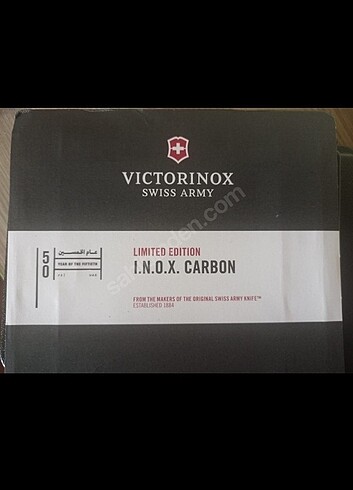 VICTORINOX
SWISS ARMY
50
عام الخمسين
YEAR OF THE FIFTIETH
UAE
LIMITED EDITION
I.N.O.X. CARBON
FROM THE MAKERS OF THE ORIGINAL SWISS ARMY KNIFE™
ESTABLISHED 1884